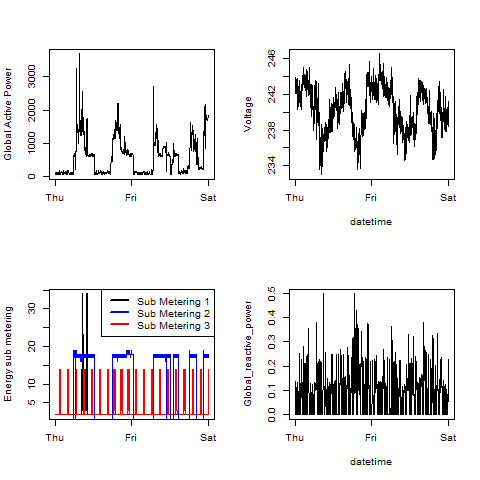 Global Active Power
3000
2000
1000
0
Thu
Fri
Sat
Voltage
246
242
238
234
Thu
Fri
Sat
datetime
Energy sub metering
30
20
10
5
Sub Metering 1
Sub Metering 2
Sub Metering 3
Thu
Fri
Sat
Global_reactive_power
0.5
0.4
0.3
0.2
0.1
0.0
Thu
Fri
Sat
datetime